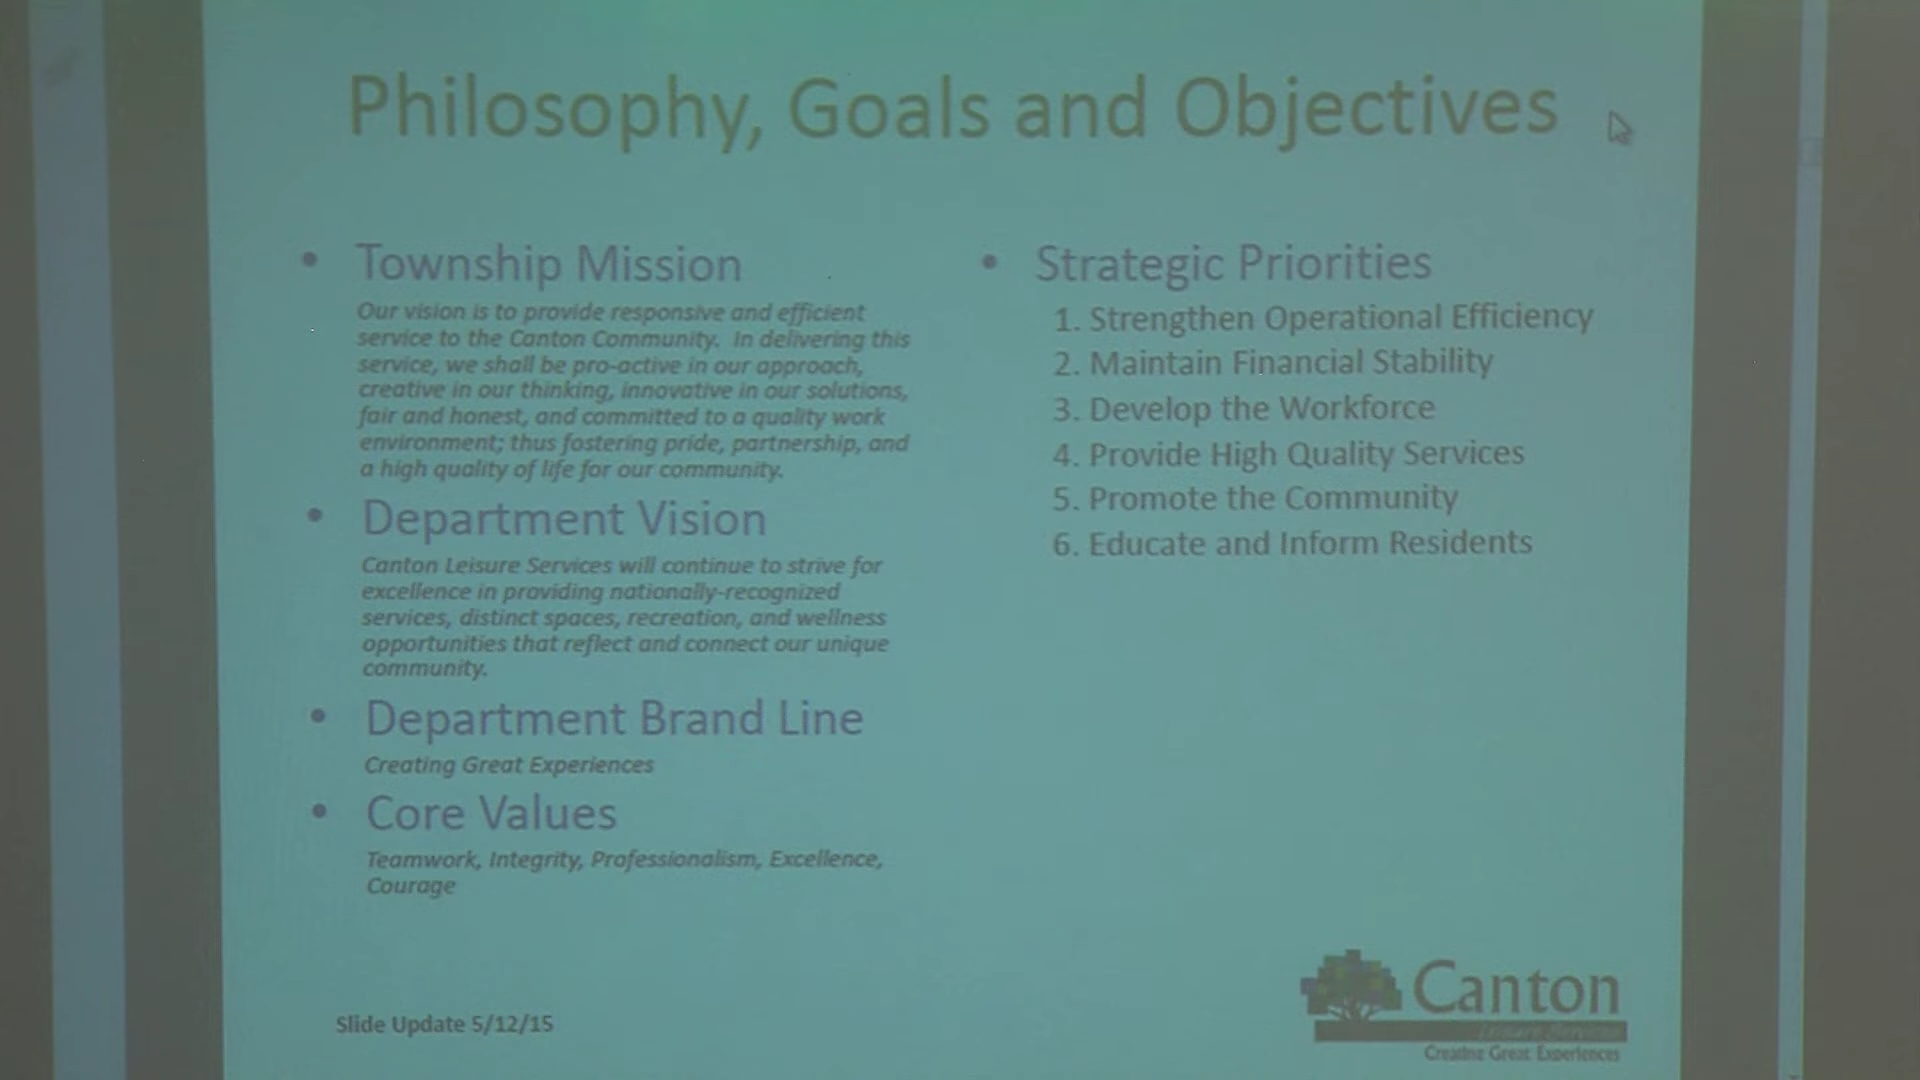 Philosophy, Goals and Objectives
• Township Mission
Our vision is to provide responsive and efficient
service to the Canton Community. In delivering this
service, we shall be pro-active in our approach,
creative in our thinking, innovative in our solutions,
fair and honest, and committed to a quality work
environment; thus fostering pride, partnership, and
a high quality of life for our community.
• Department Vision
Canton Leisure Services will continue to strive for
excellence in providing nationally-recognized
services, distinct spaces, recreation, and wellness
opportunities that reflect and connect our unique
community.
• Department Brand Line
Creating Great Experiences
• Core Values
Teamwork, Integrity, Professionalism, Excellence,
Courage
• Strategic Priorities
1. Strengthen Operational Efficiency
2. Maintain Financial Stability
3. Develop the Workforce
4. Provide High Quality Services
5. Promote the Community
6. Educate and Inform Residents
Slide Update 5/12/15
Canton
Leisure Services
Creating Great Experiences